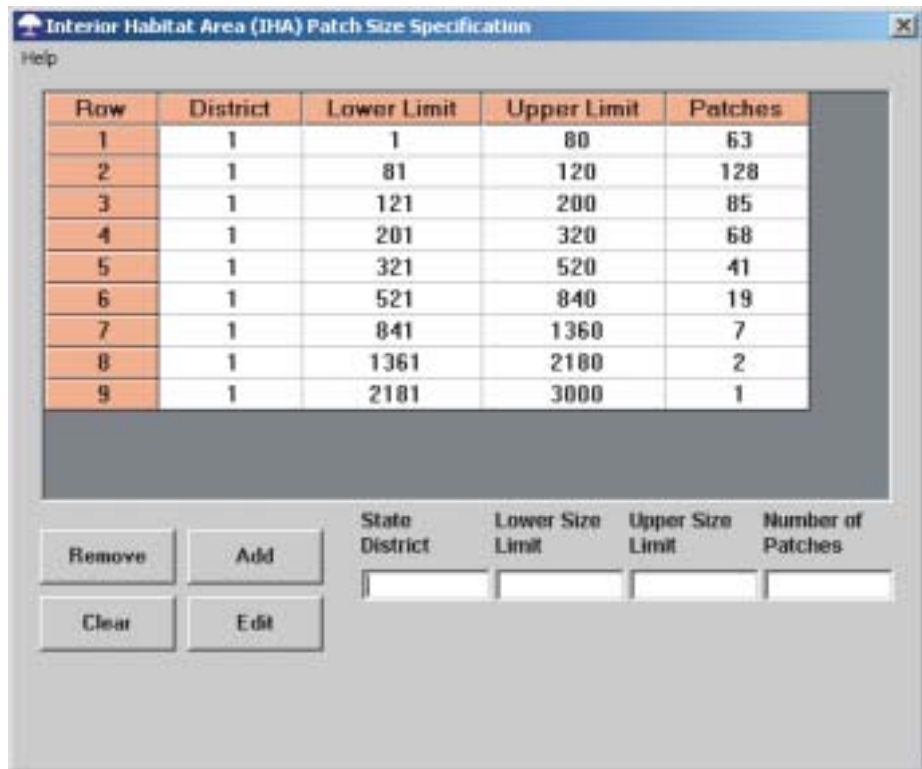 Interior Habitat Area (IHA) Patch Size Specification
Help
Row District Lower Limit Upper Limit Patches
1 1 1 80 63
2 1 81 120 128
3 1 121 200 85
4 1 201 320 68
5 1 321 520 41
6 1 521 840 19
7 1 841 1360 7
8 1 1361 2180 2
9 1 2181 3000 1
State Lower Size Upper Size Number of
District Limit Limit Patches
Remove Add
Clear Edit